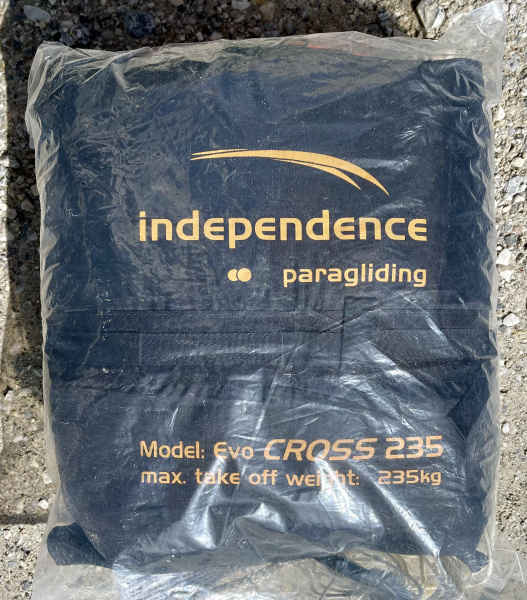 independence
paragliding
Model: Evo CROSS 235
max. take off weight: 235kg